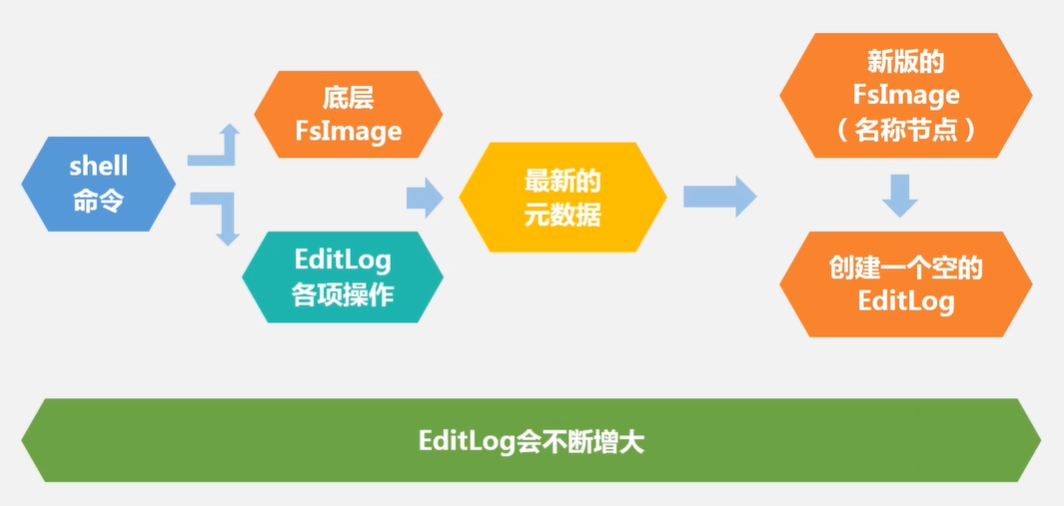 shell
命令
底层
FsImage
EditLog
各项操作
最新的
元数据
新版的
FsImage
（名称节点）
创建一个空的
EditLog
EditLog会不断增大